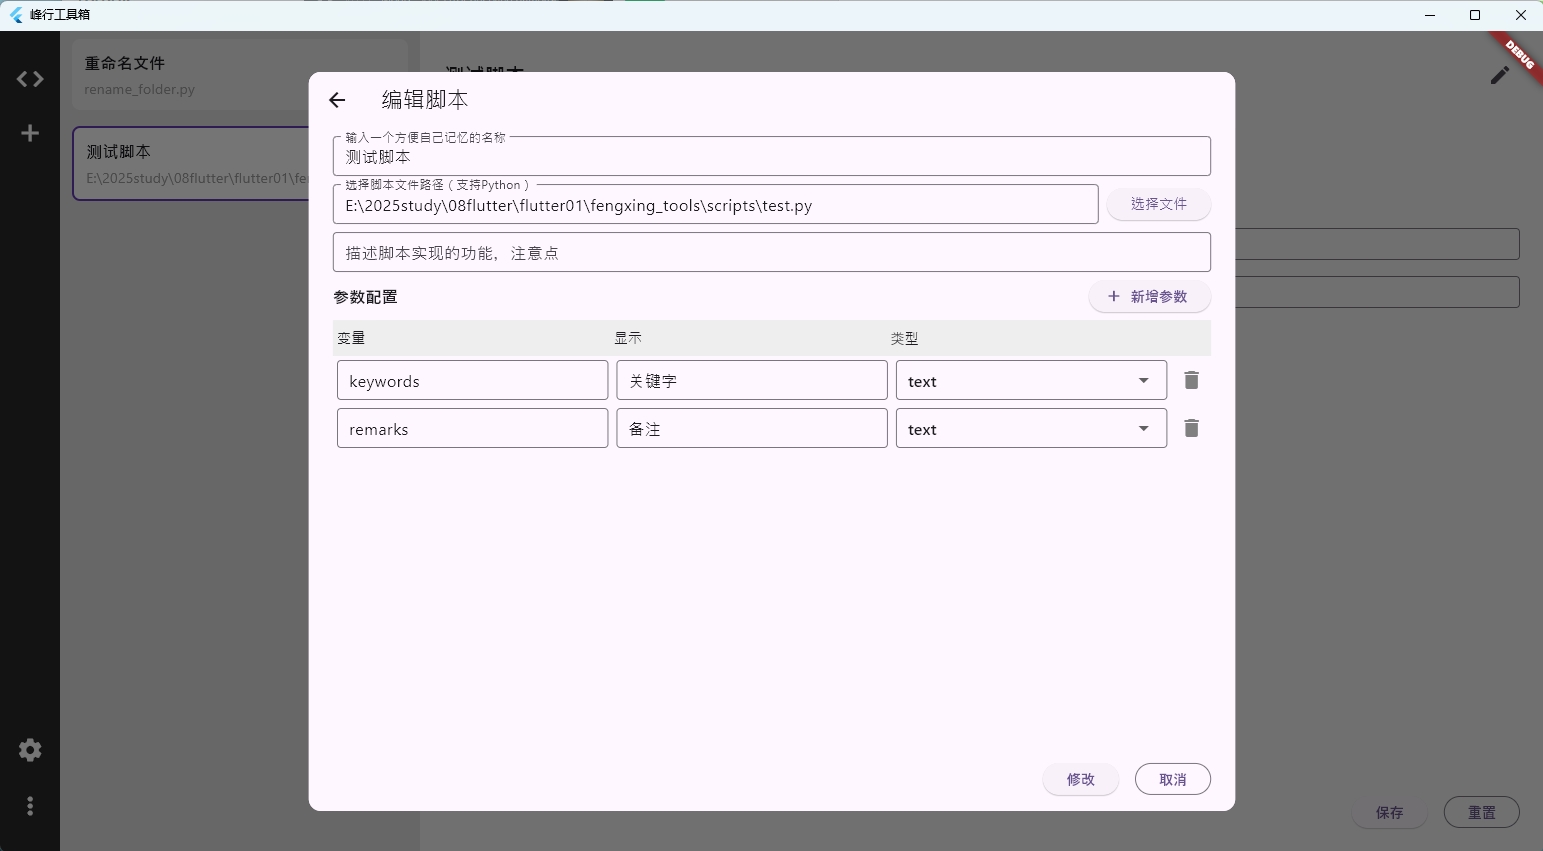 峰行工具箱
DEBUG
重命名文件
rename_folder.py
测试脚本
E:\2025study\08flutter\flutter01\fe
测试脚本
编辑脚本
输入一个方便自己记忆的名称
测试脚本
选择脚本文件路径（支持Python）
E:\2025study\08flutter\flutter01\fengxing_tools\scripts\test.py
选择文件
描述脚本实现的功能，注意点
参数配置
新增参数
变量 显示 类型
keywords 关键字 text
remarks 备注 text
修改 取消
保存 重置